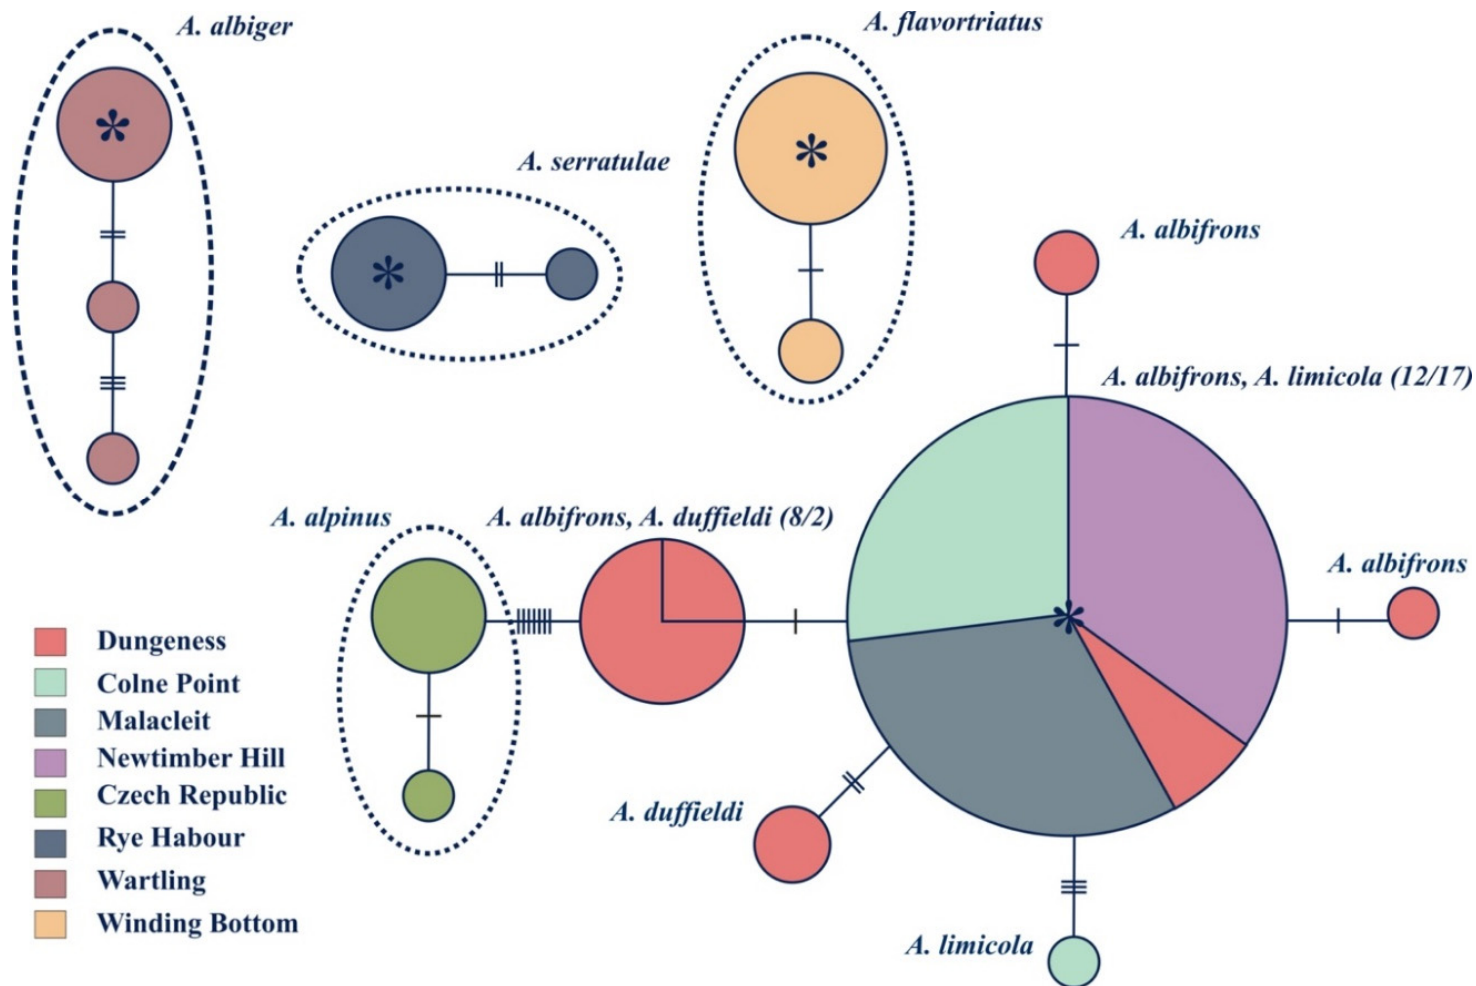 A. albiger
A. flavortriatus
A. serratulae
A. albifrons
A. albifrons, A. limicola (12/17)
A. alpinus
A. albifrons, A. duffieldi (8/2)
A. albifrons
A. duffieldi
A. limicola
Dungeness
Colne Point
Malacleit
Newtimber Hill
Czech Republic
Rye Habour
Wartling
Winding Bottom